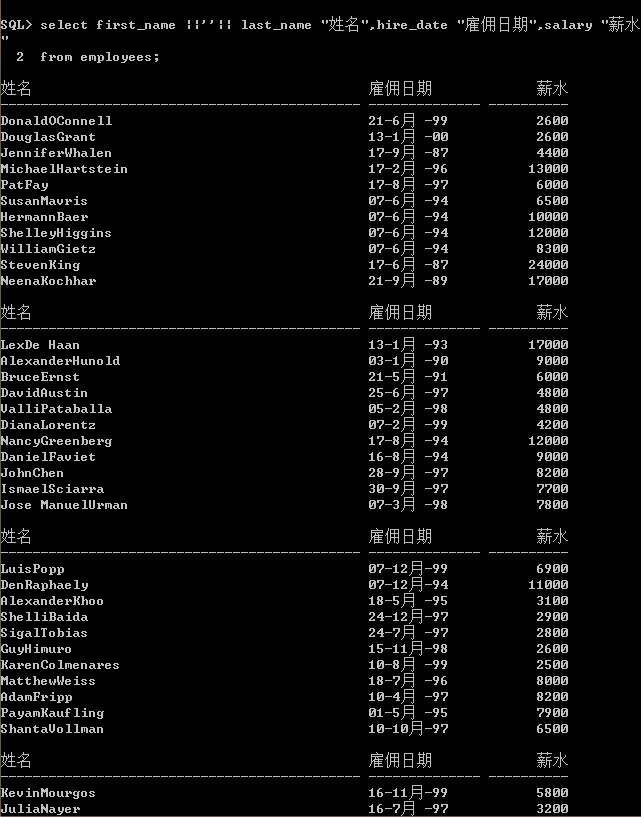 SQL> select first_name ||''|| last_name "姓名",hire_date "雇佣日期",salary "薪水
"
2 from employees;
姓名 雇佣日期 薪水
--------------------------------------------- -------------- ----------
DonaldOConnell 21-6月 -99 2600
DouglasGrant 13-1月 -00 2600
JenniferWhalen 17-9月 -87 4400
MichaelHartstein 17-2月 -96 13000
PatFay 17-8月 -97 6000
SusanMavris 07-6月 -94 6500
HermannBaer 07-6月 -94 10000
ShelleyHiggins 07-6月 -94 12000
WilliamGietz 07-6月 -94 8300
StevenKing 17-6月 -87 24000
NeenaKochhar 21-9月 -89 17000
姓名 雇佣日期 薪水
--------------------------------------------- -------------- ----------
LexDe Haan 13-1月 -93 17000
AlexanderHunold 03-1月 -90 9000
BruceErnst 21-5月 -91 6000
DavidAustin 25-6月 -97 4800
ValliPataballa 05-2月 -98 4800
DianaLorentz 07-2月 -99 4200
NancyGreenberg 17-8月 -94 12000
DanielFaviet 16-8月 -94 9000
JohnChen 28-9月 -97 8200
IsmaelSciarra 30-9月 -97 7700
Jose ManuelUrman 07-3月 -98 7800
姓名 雇佣日期 薪水
--------------------------------------------- -------------- ----------
LuisPopp 07-12月-99 6900
DenRaphaely 07-12月-94 11000
AlexanderKhoo 18-5月 -95 3100
ShelliBaida 24-12月-97 2900
SigalTobias 24-7月 -97 2800
GuyHimuro 15-11月-98 2600
KarenColmenares 10-8月 -99 2500
MatthewWeiss 18-7月 -96 8000
AdamFripp 10-4月 -97 8200
PayamKaufling 01-5月 -95 7900
ShantaVollman 10-10月-97 6500
姓名 雇佣日期 薪水
--------------------------------------------- -------------- ----------
KevinMourgos 16-11月-99 5800
JuliaNayer 16-7月 -97 3200